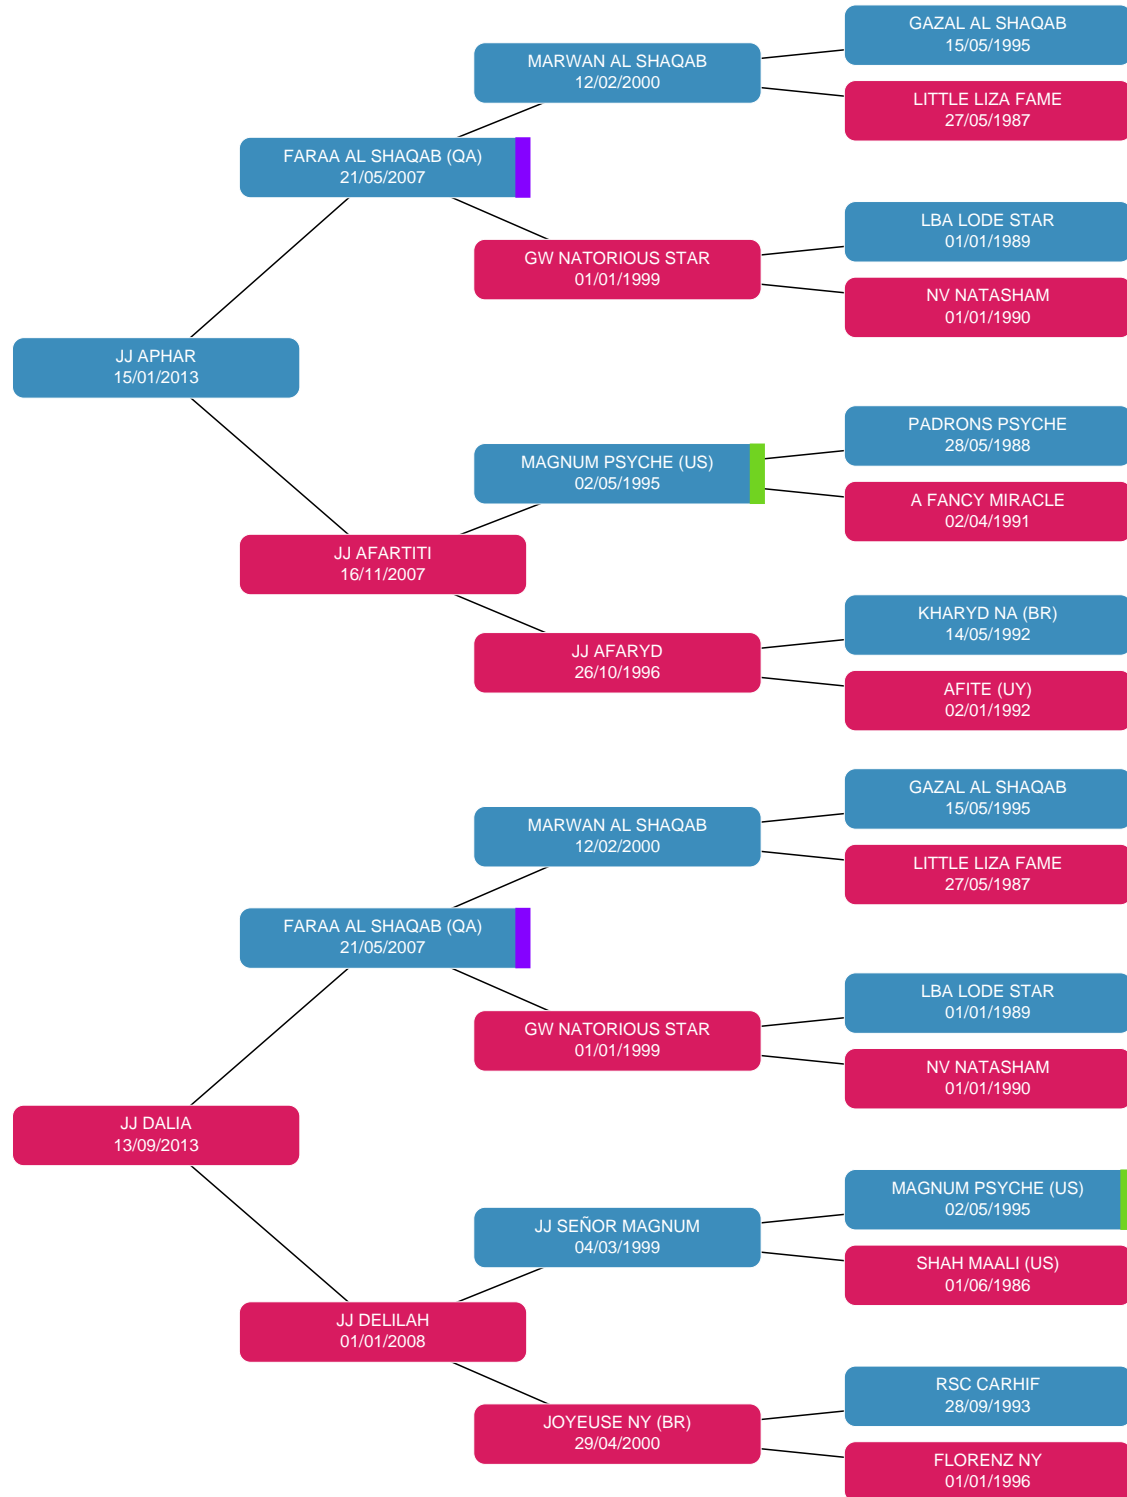 GAZAL AL SHAQAB
15/05/1995
MARWAN AL SHAQAB
12/02/2000
LITTLE LIZA FAME
27/05/1987
FARAA AL SHAQAB (QA)
21/05/2007
LBA LODE STAR
01/01/1989
GW NATORIOUS STAR
01/01/1999
NV NATASHAM
01/01/1990
JJ APHAR
15/01/2013
PADRONS PSYCHE
28/05/1988
MAGNUM PSYCHE (US)
02/05/1995
A FANCY MIRACLE
02/04/1991
JJ AFARTITI
16/11/2007
KHARYD NA (BR)
14/05/1992
JJ AFARYD
26/10/1996
AFITE (UY)
02/01/1992
GAZAL AL SHAQAB
15/05/1995
MARWAN AL SHAQAB
12/02/2000
LITTLE LIZA FAME
27/05/1987
FARAA AL SHAQAB (QA)
21/05/2007
LBA LODE STAR
01/01/1989
GW NATORIOUS STAR
01/01/1999
NV NATASHAM
01/01/1990
JJ DALIA
13/09/2013
MAGNUM PSYCHE (US)
02/05/1995
JJ SEÑOR MAGNUM
04/03/1999
SHAH MAALI (US)
01/06/1986
JJ DELILAH
01/01/2008
RSC CARHIF
28/09/1993
JOYEUSE NY (BR)
29/04/2000
FLORENZ NY
01/01/1996